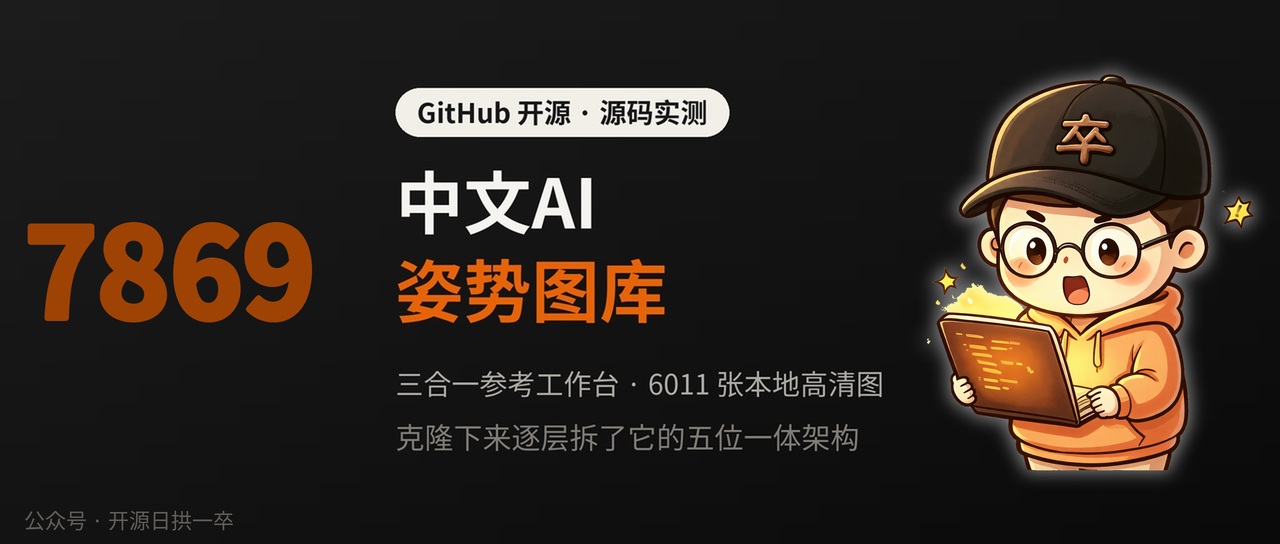 GitHub 开源 · 源码实测
中文AI
姿势图库
7869
三合一参考工作台 · 6011 张本地高清图
克隆下来逐层拆了它的五位一体架构
公众号 · 开源日拱一卒
卒